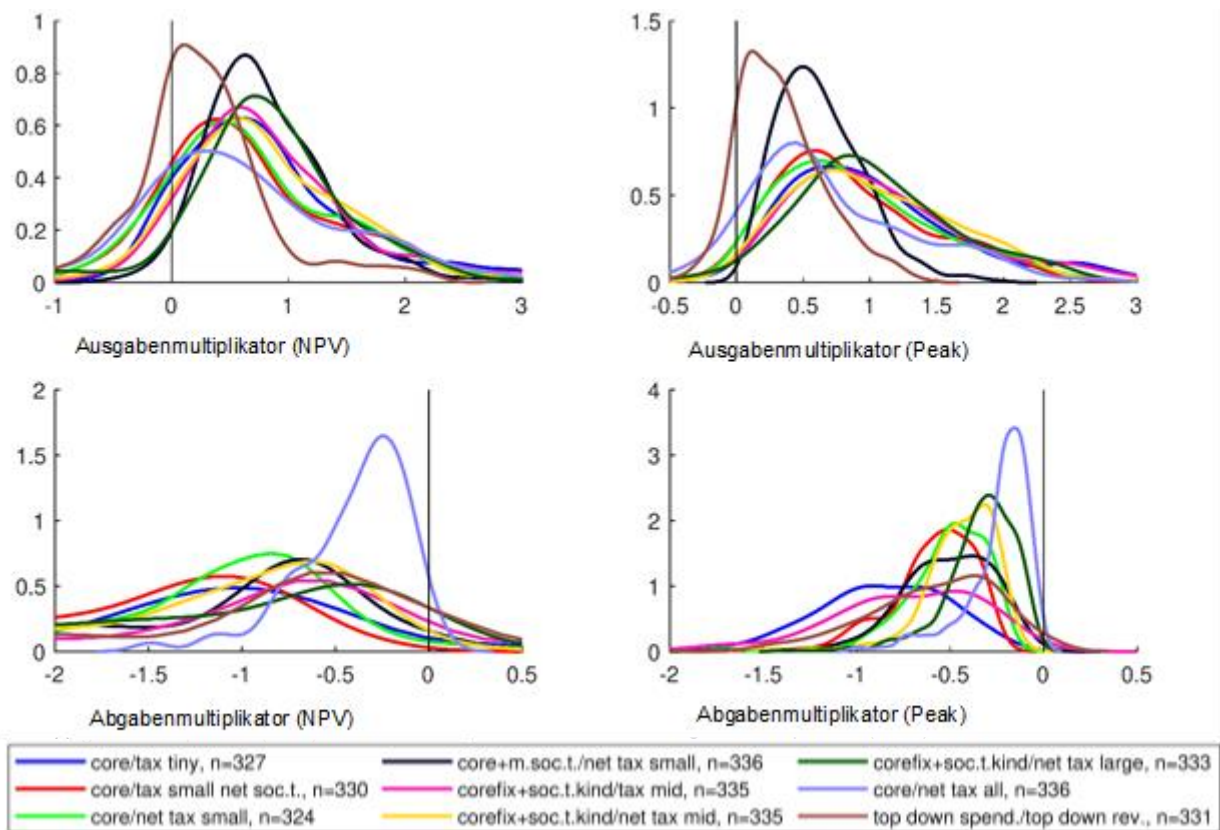 1
0.8
0.6
0.4
0.2
0
-1 0 1 2 3
Ausgabenmultiplikator (NPV)
1.5
1
0.5
0
-0.5 0 0.5 1 1.5 2 2.5 3
Ausgabenmultiplikator (Peak)
2
1.5
1
0.5
0
-2 -1.5 -1 -0.5 0 0.5
Abgabenmultiplikator (NPV)
4
3
2
1
0
-2 -1.5 -1 -0.5 0 0.5
Abgabenmultiplikator (Peak)
core/tax tiny, n=327
core+m.soc.t./net tax small, n=336
corefix+soc.t.kind/net tax large, n=333
core/tax small net soc.t., n=330
corefix+soc.t.kind/tax mid, n=335
core/net tax all, n=336
core/net tax small, n=324
corefix+soc.t.kind/net tax mid, n=335
top down spend./top down rev., n=331